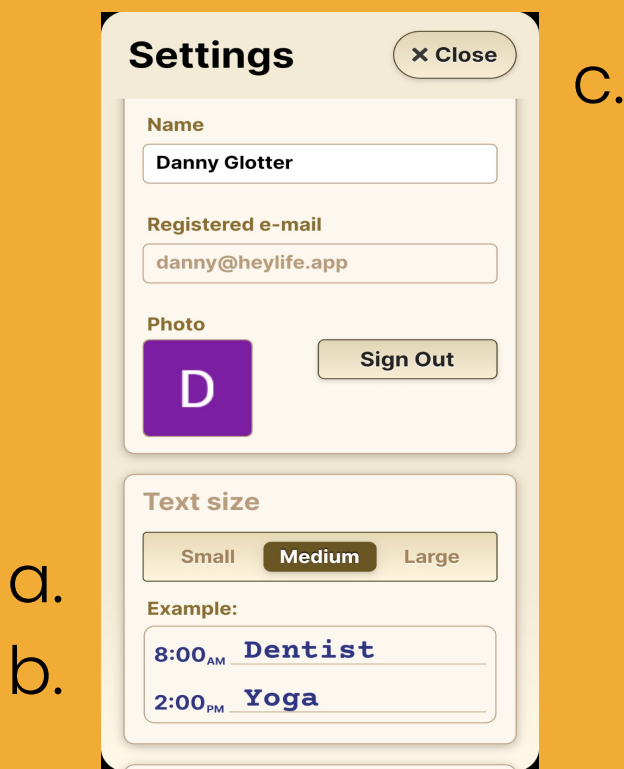 Settings
× Close
c.
Name
Danny Glotter
Registered e-mail
danny@heylife.app
Photo
D
Sign Out
Text size
Small Medium Large
a.
Example:
8:00AM Dentist
b.
2:00PM Yoga